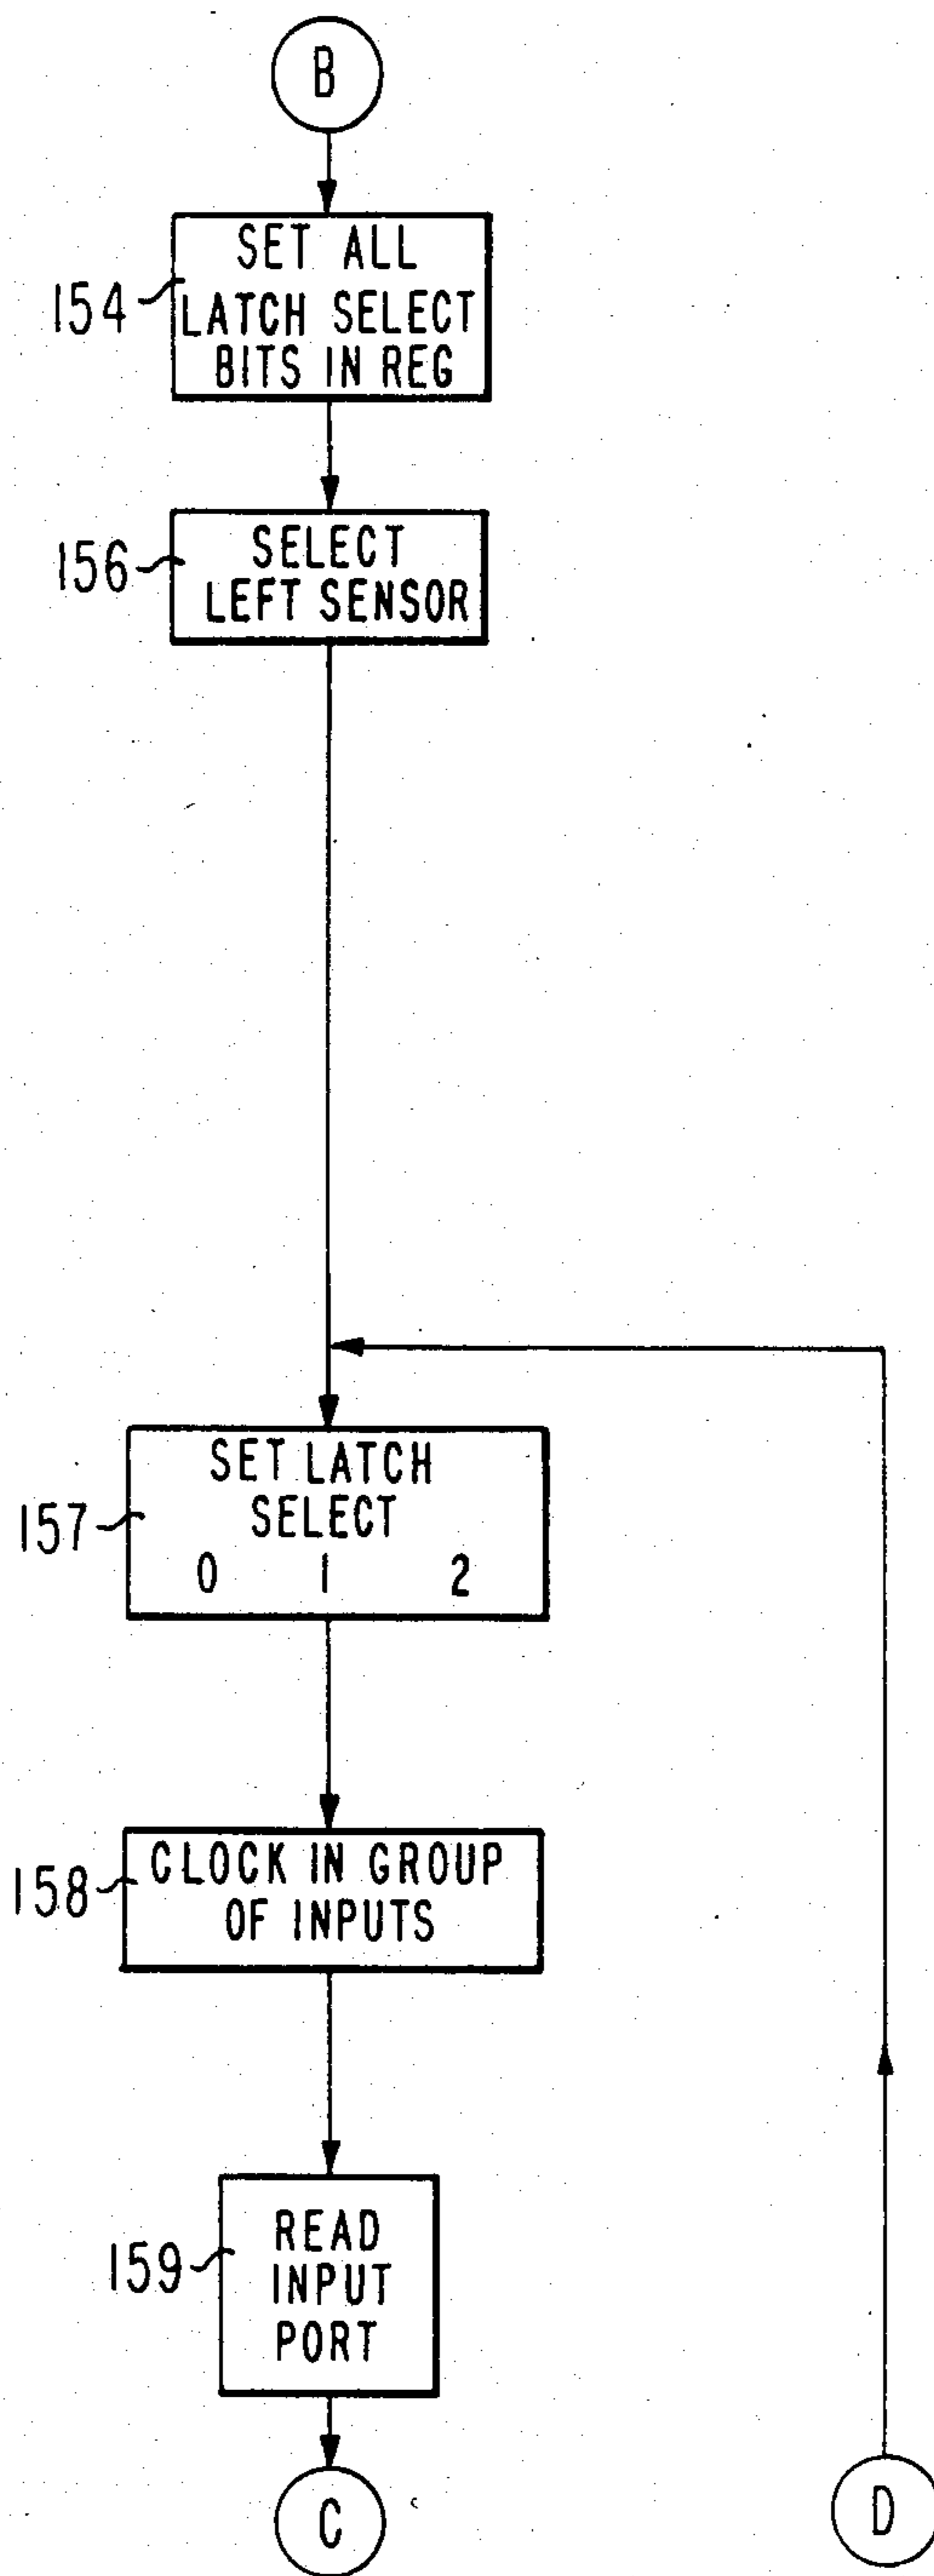 B
SET ALL
154 LATCH SELECT
BITS IN REG
156 SELECT
LEFT SENSOR
SET LATCH
157 SELECT
0 1 2
158 CLOCK IN GROUP
OF INPUTS
READ
159 INPUT
PORT
C D